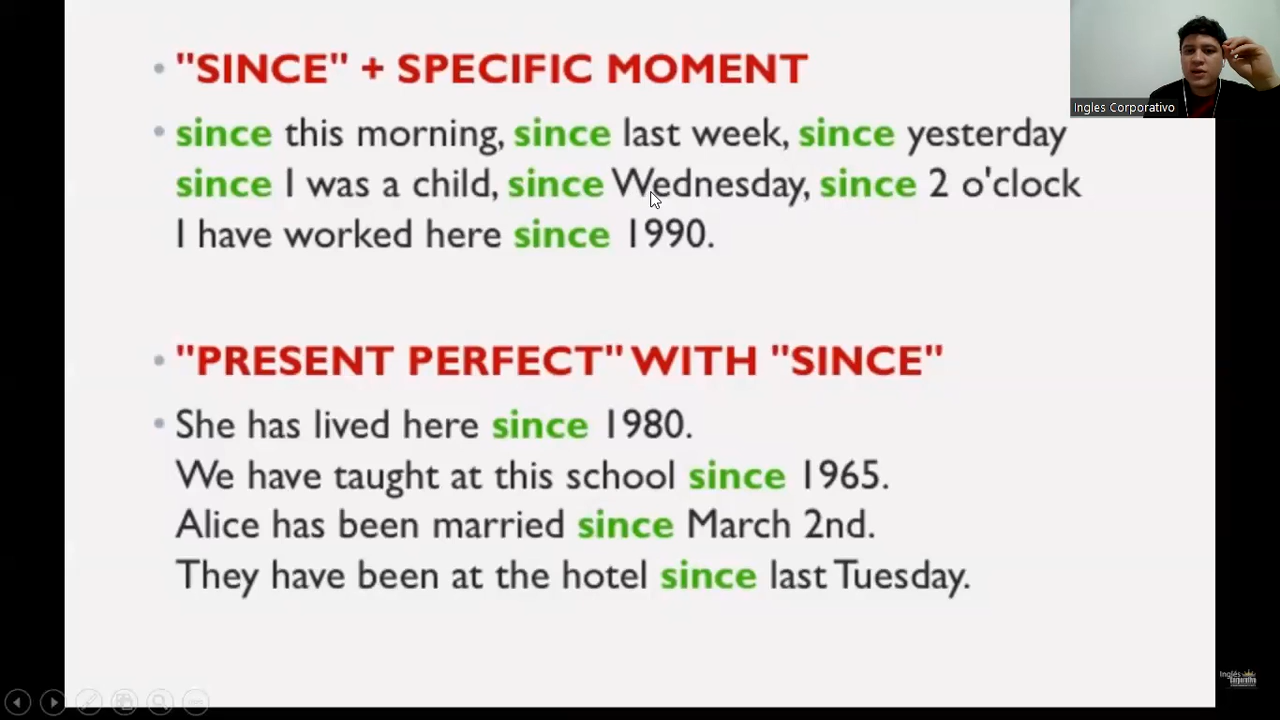 "SINCE" + SPECIFIC MOMENT
since this morning, since last week, since yesterday
since I was a child, since Wednesday, since 2 o'clock
I have worked here since 1990.
"PRESENT PERFECT" WITH "SINCE"
She has lived here since 1980.
We have taught at this school since 1965.
Alice has been married since March 2nd.
They have been at the hotel since last Tuesday.
Ingles Corporativo
Inglés
Corporativo